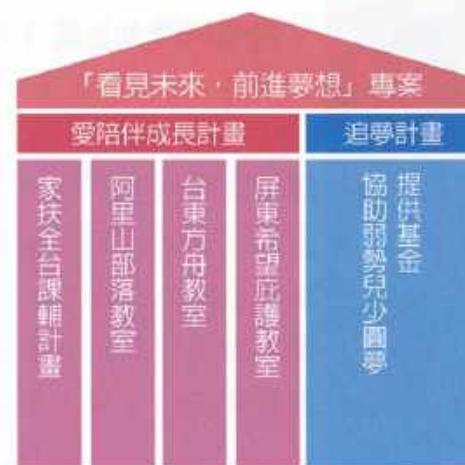 「看見未來，前進夢想」專案
愛陪伴成長計畫
追夢計畫
家扶全台課輔計畫
阿里山部落教室
台東方舟教室
屏東希望庇護教室
提供基金
協助弱勢兒少圓夢